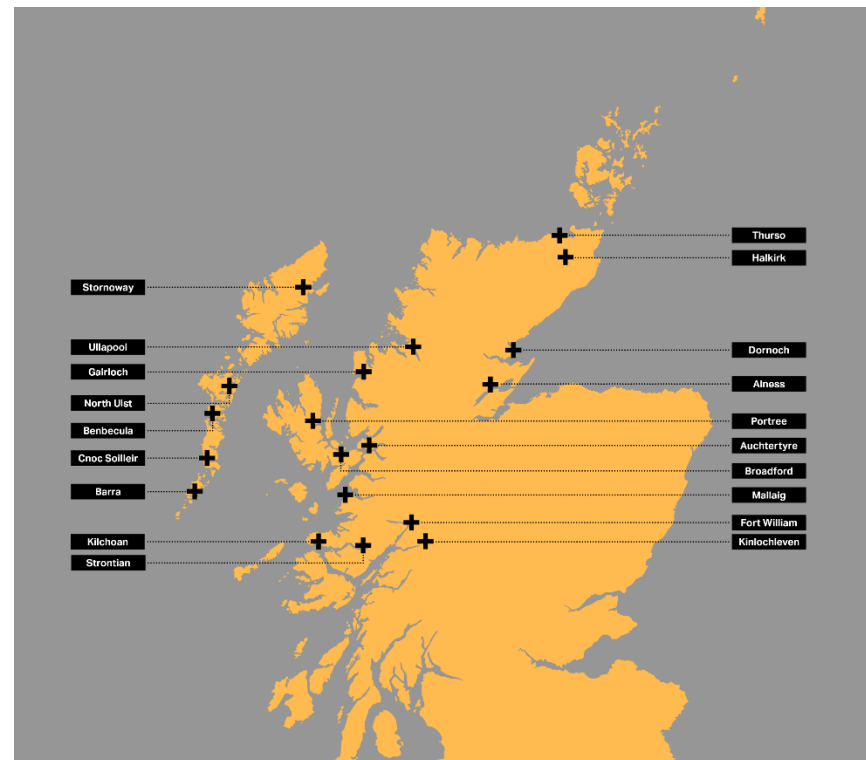 Stornoway
Ullapool
Gairloch
North Uist
Benbecula
Cnoc Soilleir
Barra
Kilchoan
Strontian
Thurso
Halkirk
Dornoch
Alness
Portree
Auchtertyre
Broadford
Mallaig
Fort William
Kinlochleven